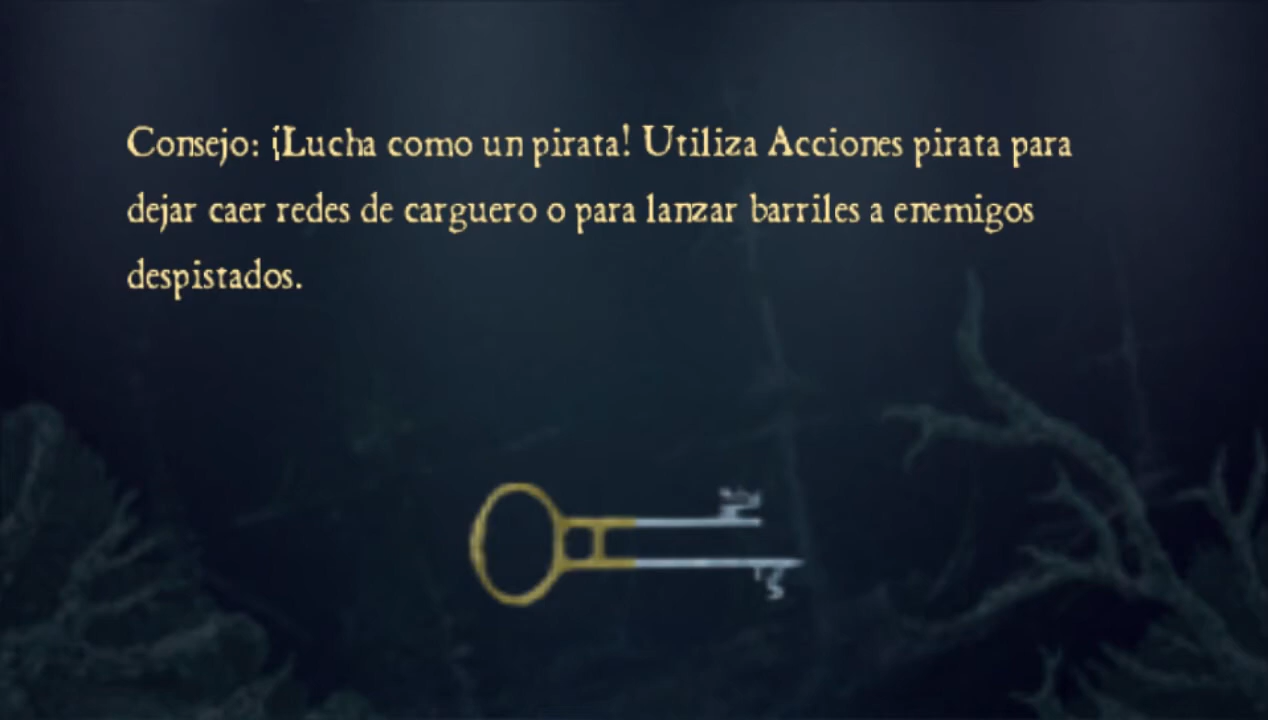 Consejo: ¡Lucha como un pirata! Utiliza Acciones pirata para
dejar caer redes de carguero o para lanzar barriles a enemigos
despistados.